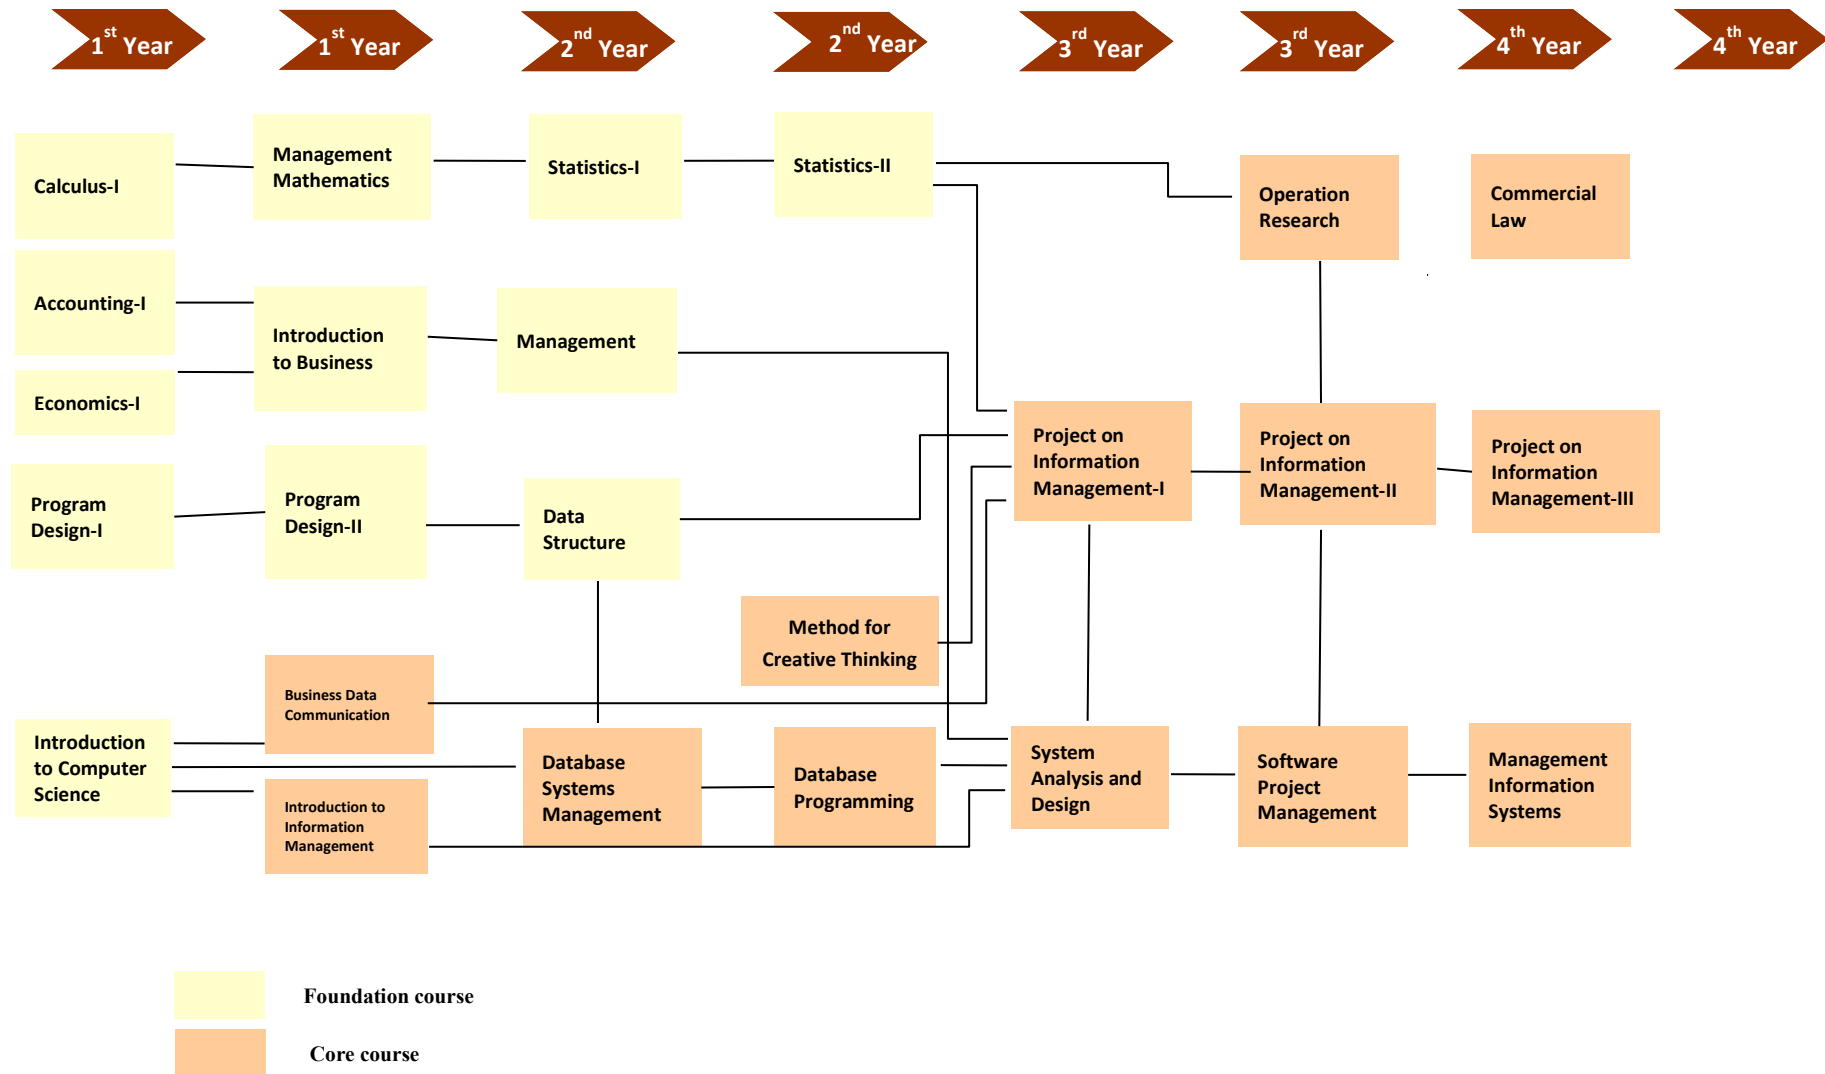 1st Year
1st Year
2nd Year
2nd Year
3rd Year
3rd Year
4th Year
4th Year
Calculus-I
Management
Mathematics
Statistics-I
Statistics-II
Operation
Research
Commercial
Law
Accounting-I
Introduction
to Business
Management
Economics-I
Program
Design-I
Program
Design-II
Data
Structure
Project on
Information
Management-I
Project on
Information
Management-II
Project on
Information
Management-III
Method for
Creative Thinking
Business Data
Communication
Introduction
to Computer
Science
Introduction to
Information
Management
Database
Systems
Management
Database
Programming
System
Analysis and
Design
Software
Project
Management
Management
Information
Systems
Foundation course
Core course